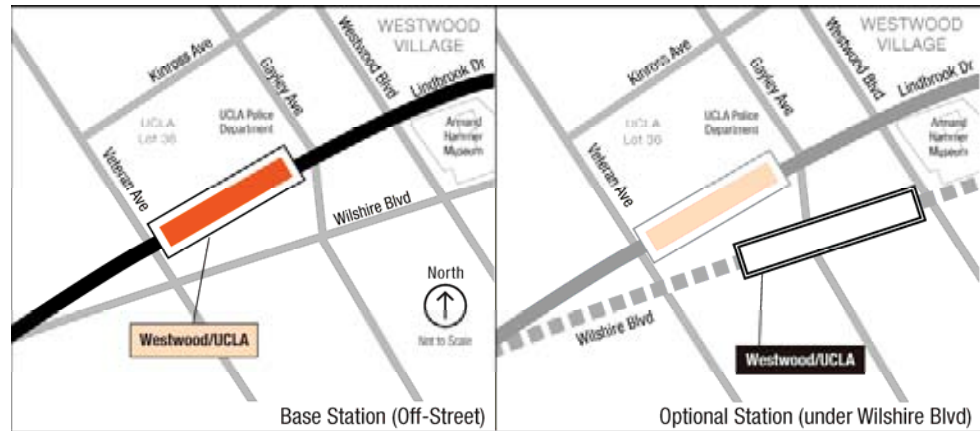 WESTWOOD
VILLAGE
Kinross Ave
Gayley Ave
Westwood Blvd
Lindbrook Dr
UCLA
Lot 36
UCLA Police
Department
Armand
Hammer
Museum
Veteran Ave
Wilshire Blvd
North
Not to Scale
Westwood/UCLA
Base Station (Off-Street)
WESTWOOD
VILLAGE
Kinross Ave
Gayley Ave
Westwood Blvd
Lindbrook Dr
UCLA
Lot 36
UCLA Police
Department
Armand
Hammer
Museum
Veteran Ave
Wilshire Blvd
Westwood/UCLA
Optional Station (under Wilshire Blvd)